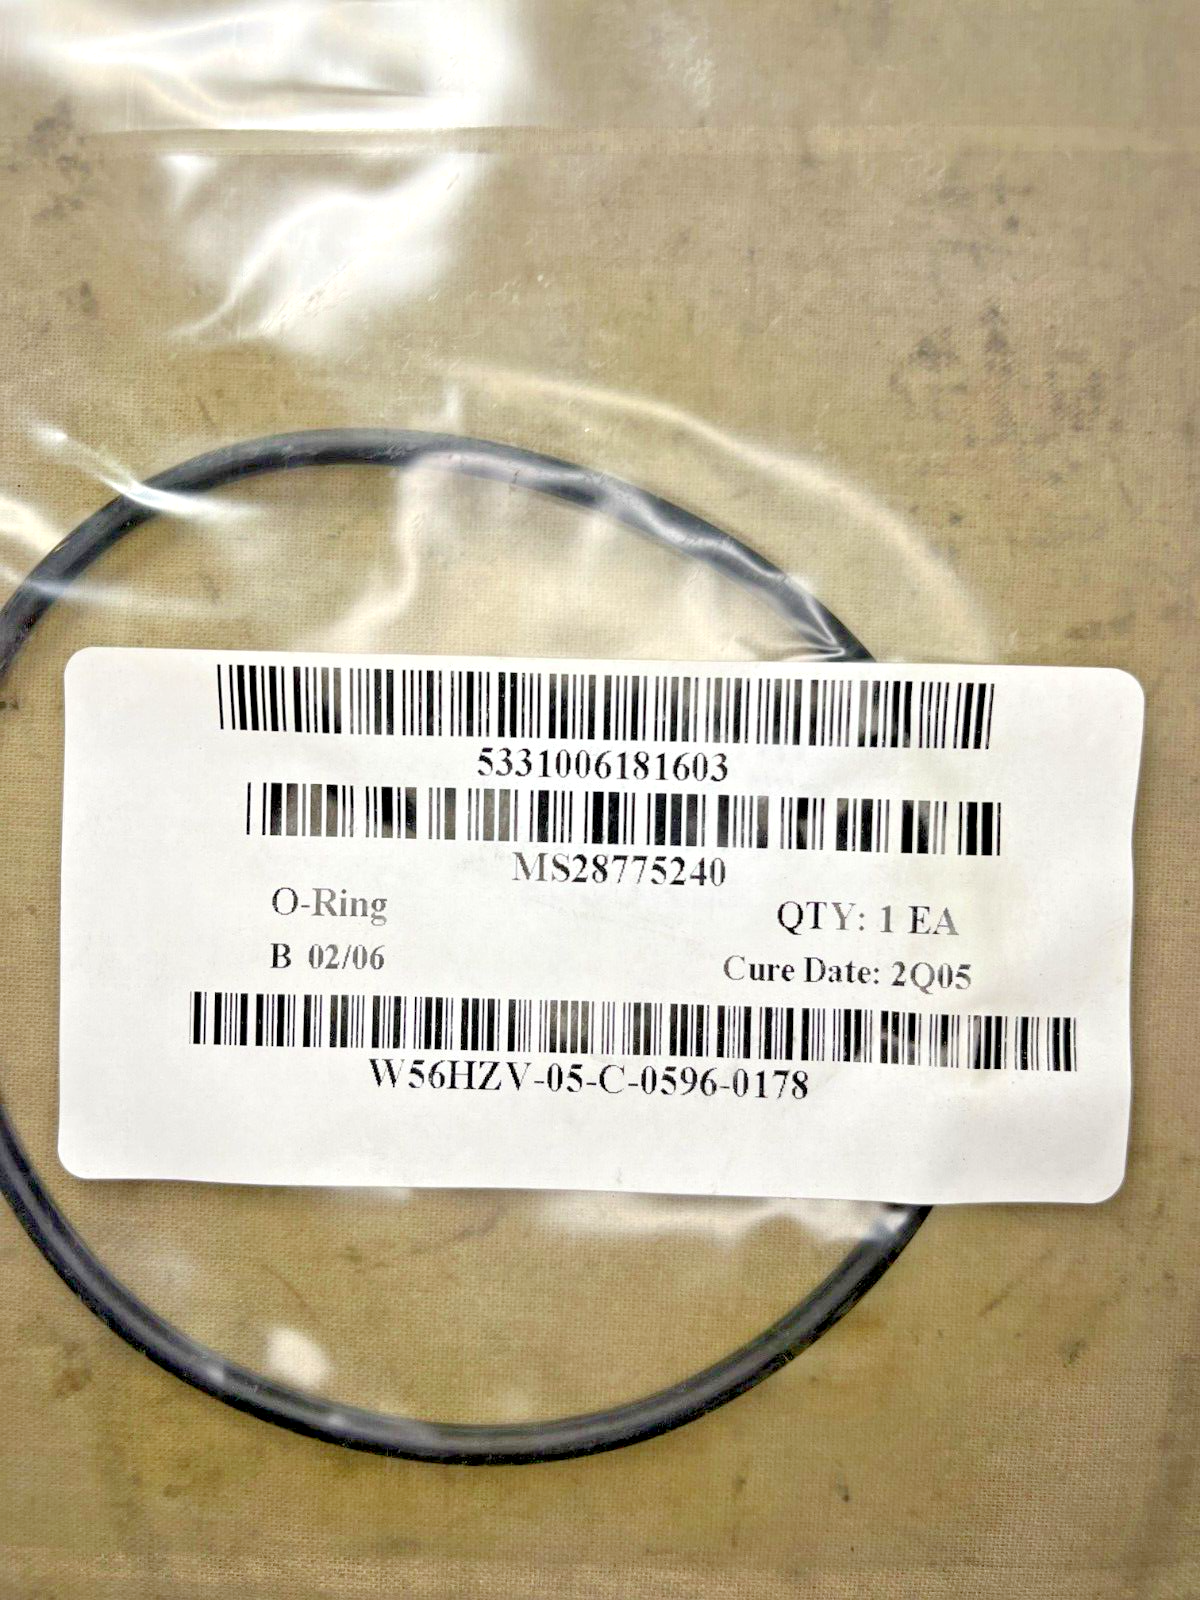 5331006181603
MS28775240
O-Ring QTY: 1 EA
B 02/06 Cure Date: 2Q05
W56HZV-05-C-0596-0178